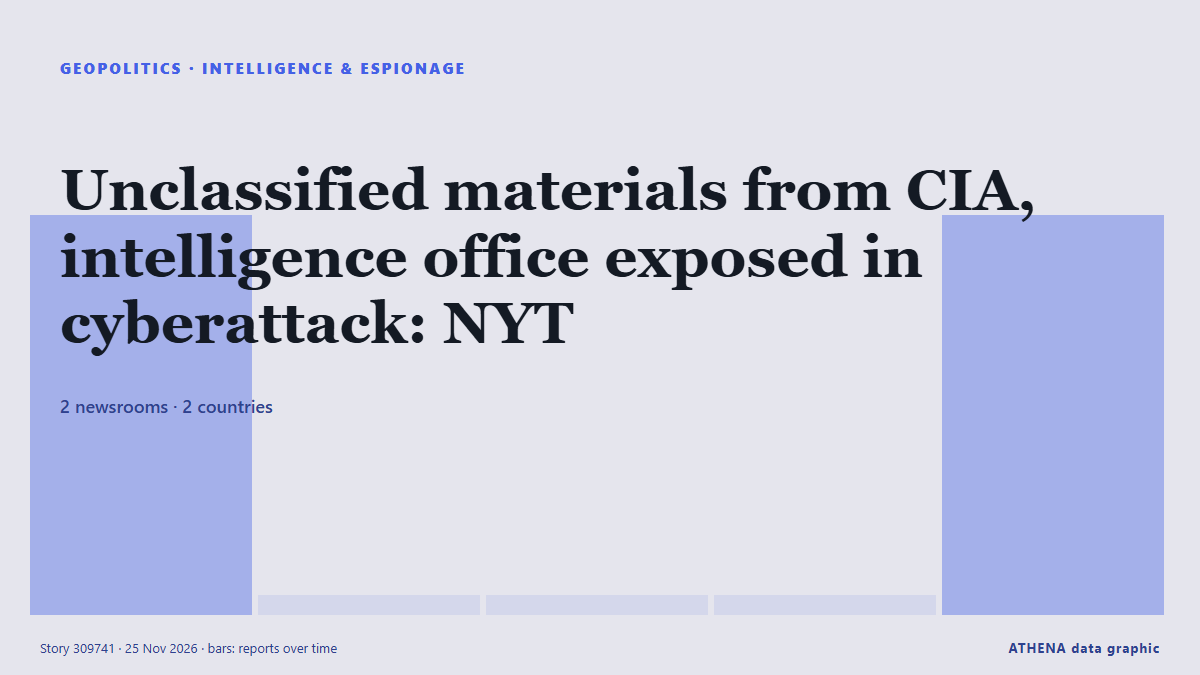 GEOPOLITICS · INTELLIGENCE & ESPIONAGE
Unclassified materials from CIA,
intelligence office exposed in
cyberattack: NYT
2 newsrooms · 2 countries
Story 309741 · 25 Nov 2026 · bars: reports over time
ATHENA data graphic